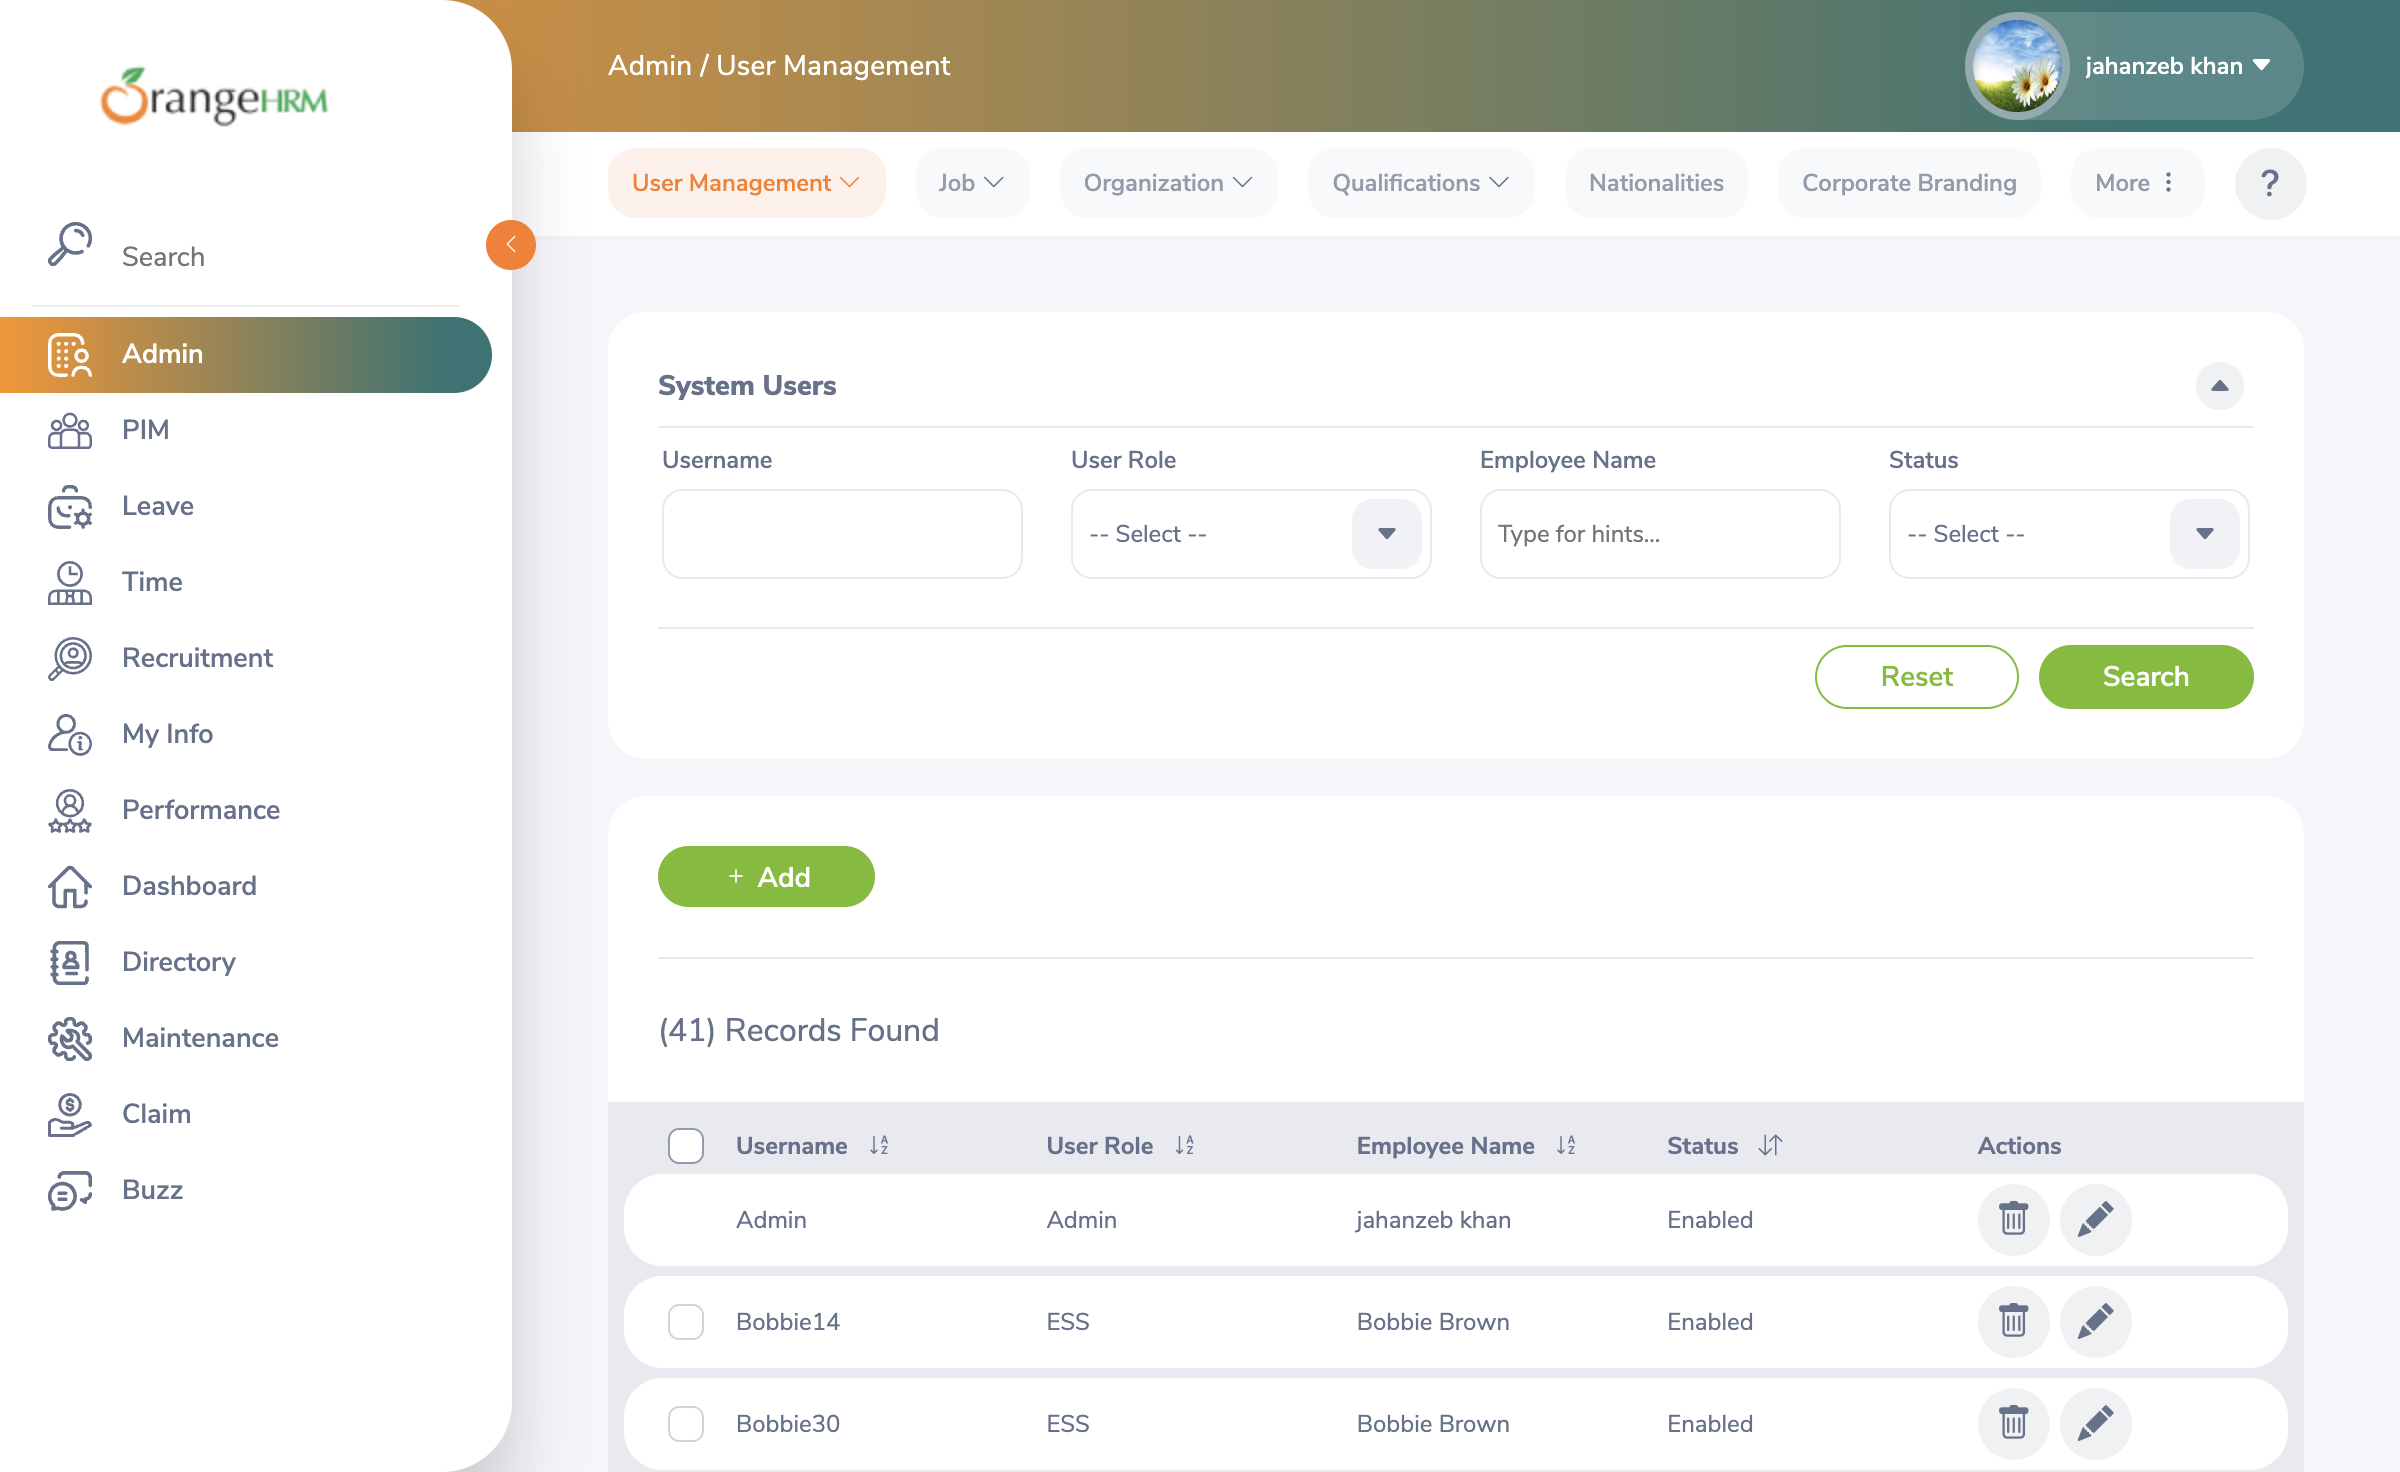 OrangeHRM
Admin / User Management
jahanzeb khan
User Management
Job
Organization
Qualifications
Nationalities
Corporate Branding
More
?
Search
Admin
PIM
Leave
Time
Recruitment
My Info
Performance
Dashboard
Directory
Maintenance
Claim
Buzz
System Users
Username
User Role
Employee Name
Status
-- Select --
Type for hints...
-- Select --
Reset
Search
+ Add
(41) Records Found
Username User Role Employee Name Status Actions
Admin Admin jahanzeb khan Enabled
Bobbie14 ESS Bobbie Brown Enabled
Bobbie30 ESS Bobbie Brown Enabled